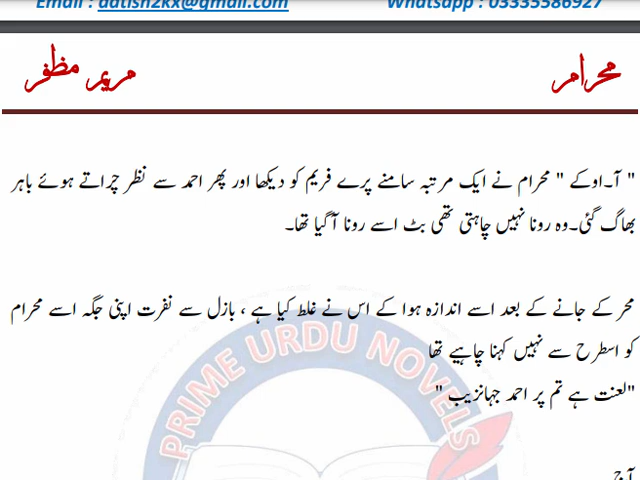 Email : aatish2kx@gmail.com Whatsapp : 03335586927
محرام مریم مظفر
" آ۔اوکے " محرام نے ایک مرتبہ سامنے پرے فریم کو دیکھا اور پھر احمد سے نظر چراتے ہوئے باہر
بھاگ گئی۔وہ رونا نہیں چاہتی تھی بٹ اسے رونا آگیا تھا۔
محر کے جانے کے بعد اسے اندازہ ہوا کے اس نے غلط کیا ہے ، بازل سے نفرت اپنی جگہ اسے محرام
کو اسطرح سے نہیں کہنا چاہیے تھا
"لعنت ہے تم پر احمد جہانزیب "
PRIME URDU NOVELS